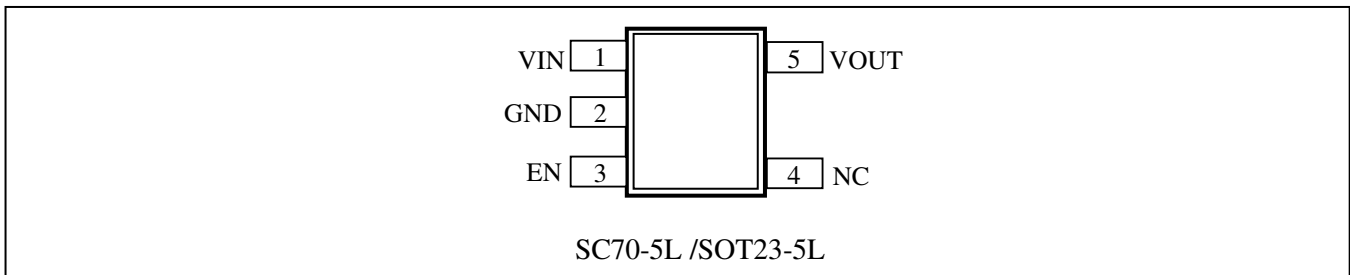 VIN 1 5 VOUT
GND 2
EN 3 4 NC
SC70-5L /SOT23-5L